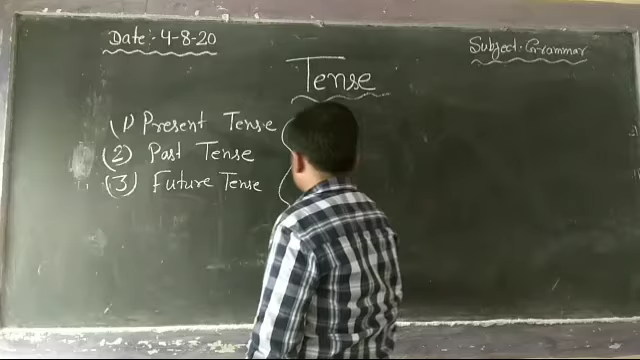 Date:- 4-8-20
Subject:- Grammar
Tense
(1) Present Tense
(2) Past Tense
(3) Future Tense